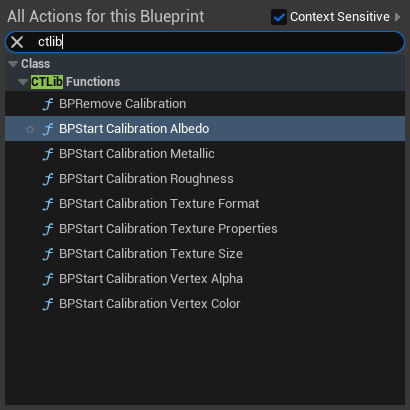 All Actions for this Blueprint Context Sensitive
ctlib
Class
CTLib Functions
BPRemove Calibration
BPStart Calibration Albedo
BPStart Calibration Metallic
BPStart Calibration Roughness
BPStart Calibration Texture Format
BPStart Calibration Texture Properties
BPStart Calibration Texture Size
BPStart Calibration Vertex Alpha
BPStart Calibration Vertex Color